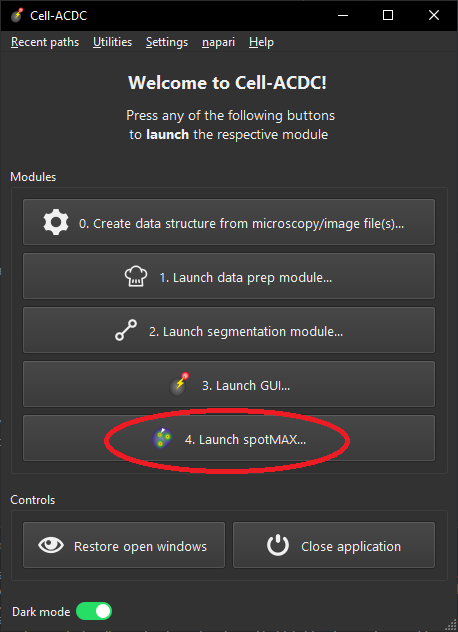 Cell-ACDC
Recent paths Utilities Settings napari Help
Welcome to Cell-ACDC!
Press any of the following buttons
to launch the respective module
Modules
0. Create data structure from microscopy/image file(s)...
1. Launch data prep module...
2. Launch segmentation module...
3. Launch GUI...
4. Launch spotMAX...
Controls
Restore open windows
Close application
Dark mode